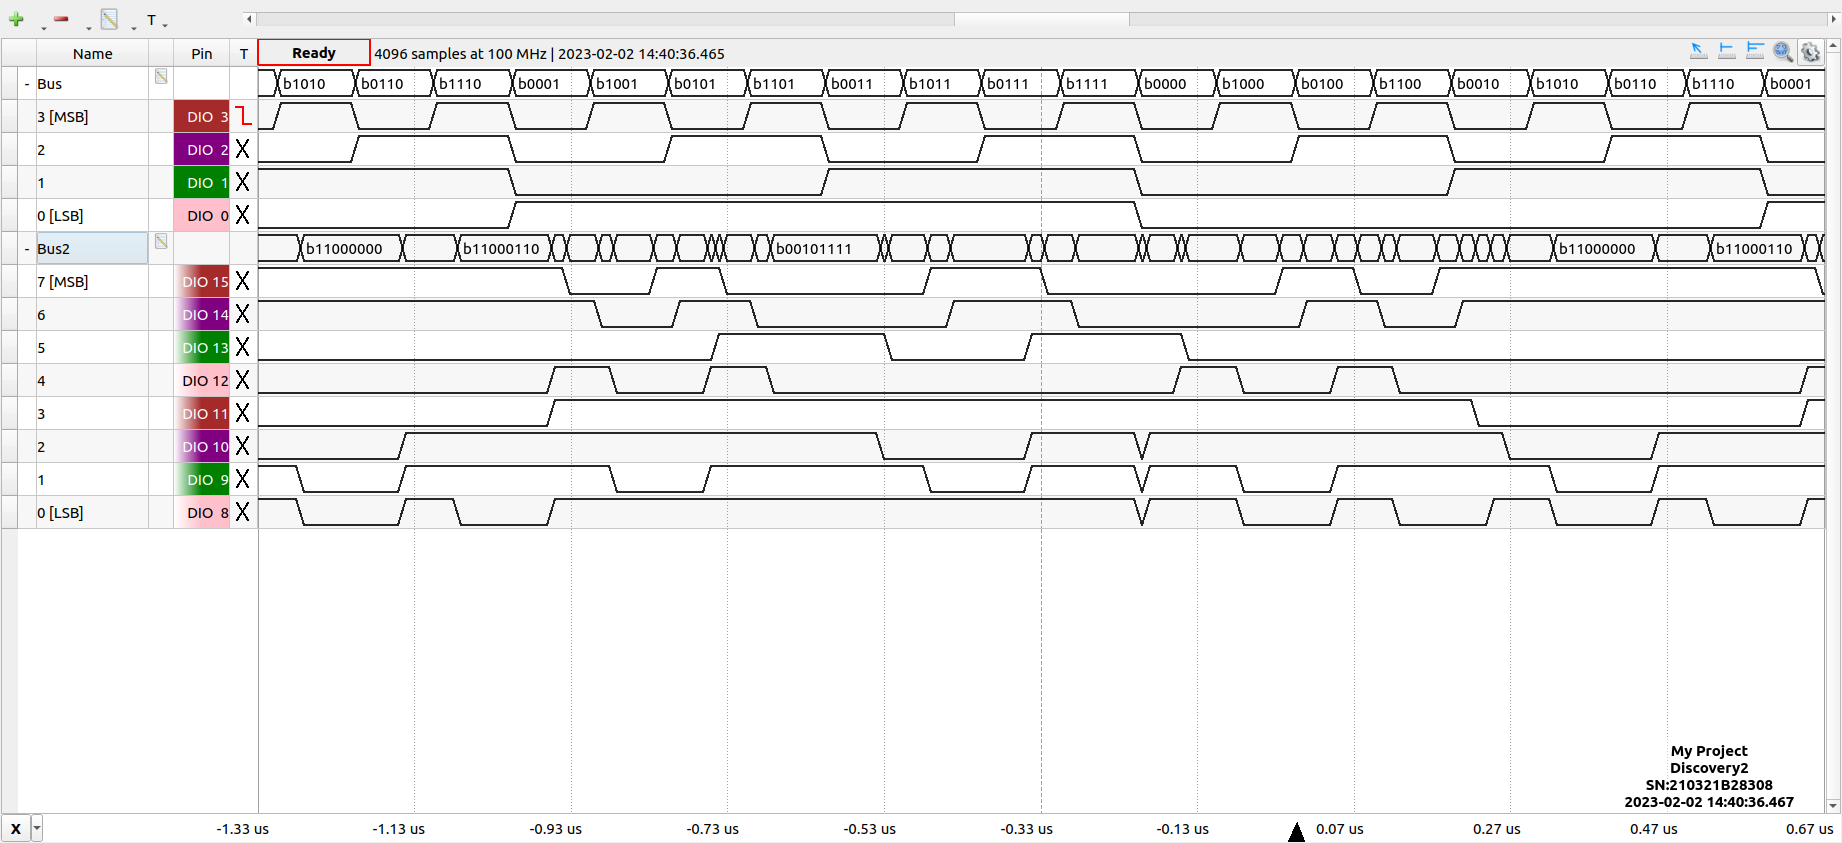 T
Name Pin T Ready 4096 samples at 100 MHz | 2023-02-02 14:40:36.465
- Bus b1010 b0110 b1110 b0001 b1001 b0101 b1101 b0011 b1011 b0111 b1111 b0000 b1000 b0100 b1100 b0010 b1010 b0110 b1110 b0001
3 [MSB] DIO 3
2 DIO 2 X
1 DIO 1 X
0 [LSB] DIO 0 X
- Bus2 b11000000 b11000110 b00101111 b11000000 b11000110
7 [MSB] DIO 15 X
6 DIO 14 X
5 DIO 13 X
4 DIO 12 X
3 DIO 11 X
2 DIO 10 X
1 DIO 9 X
0 [LSB] DIO 8 X
My Project
Discovery2
SN:210321B28308
2023-02-02 14:40:36.467
X -1.33 us -1.13 us -0.93 us -0.73 us -0.53 us -0.33 us -0.13 us 0.07 us 0.27 us 0.47 us 0.67 us